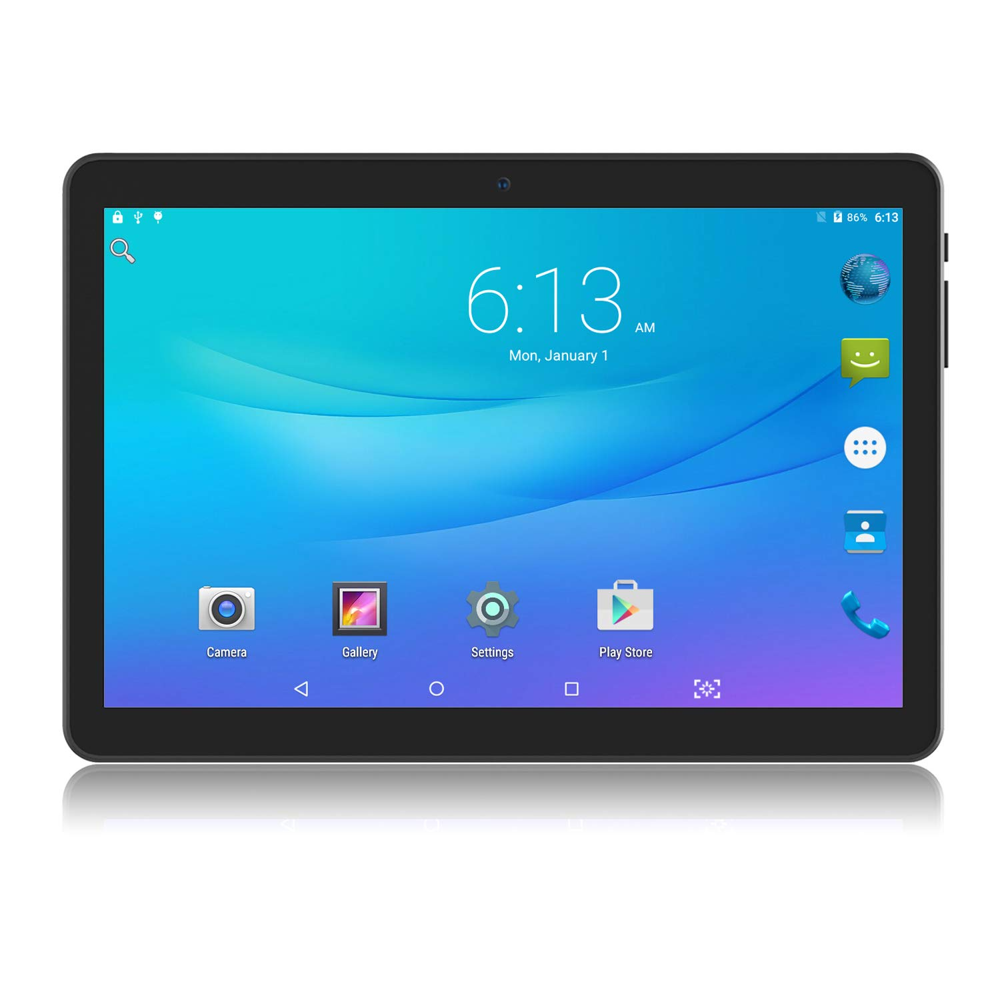 86% 6:13
6:13 AM
Mon, January 1
Camera Gallery Settings Play Store